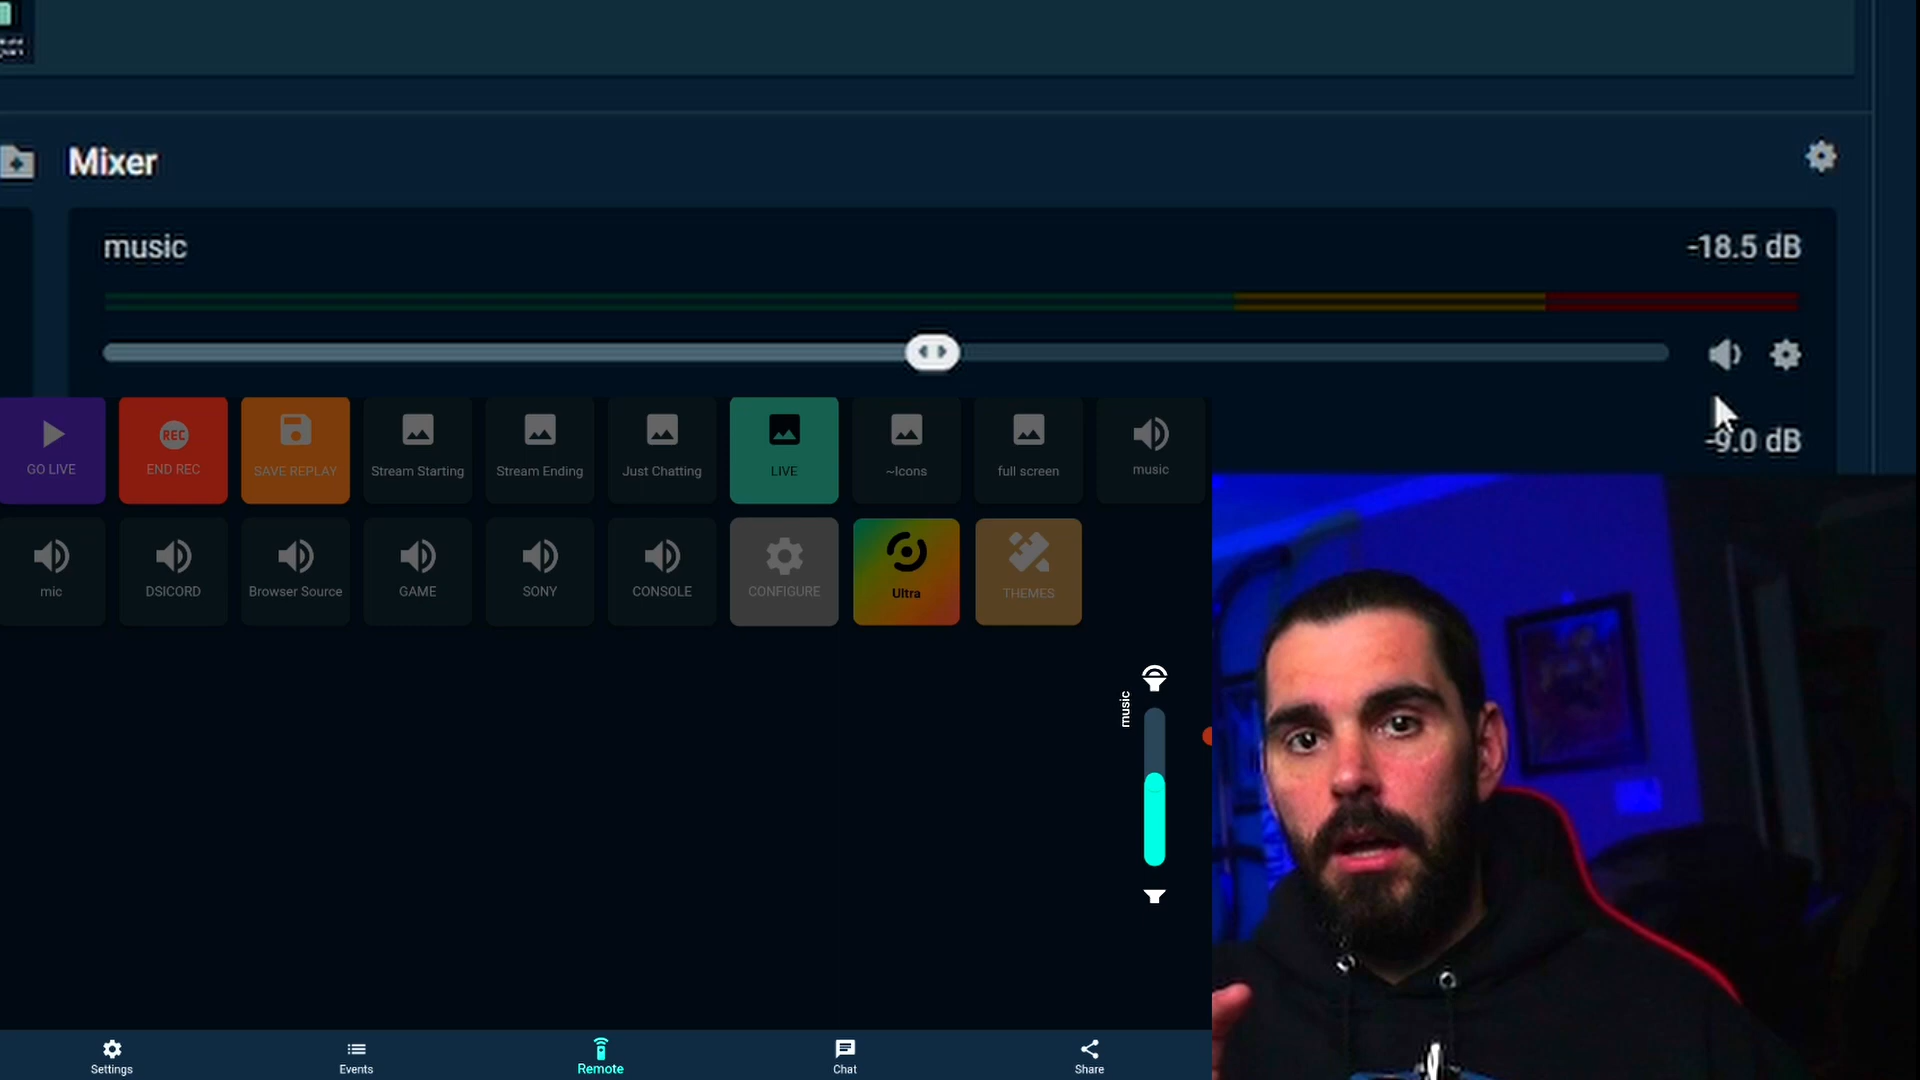 Mixer
music
-18.5 dB
-9.0 dB
GO LIVE
REC
END REC
SAVE REPLAY
Stream Starting
Stream Ending
Just Chatting
LIVE
~Icons
full screen
music
mic
DSICORD
Browser Source
GAME
SONY
CONSOLE
CONFIGURE
Ultra
THEMES
music
Settings
Events
Remote
Chat
Share